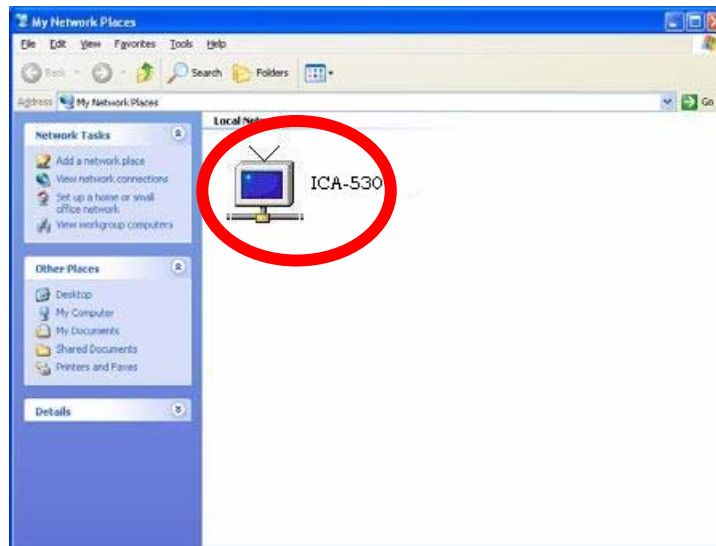 My Network Places
File Edit View Favorites Tools Help
Back Search Folders
Address My Network Places Go
Local
Network Tasks
Add a network place
View network connections
Set up a home or small
office network
View workgroup computers
ICA-530
Other Places
Desktop
My Computer
My Documents
Shared Documents
Printers and Faxes
Details